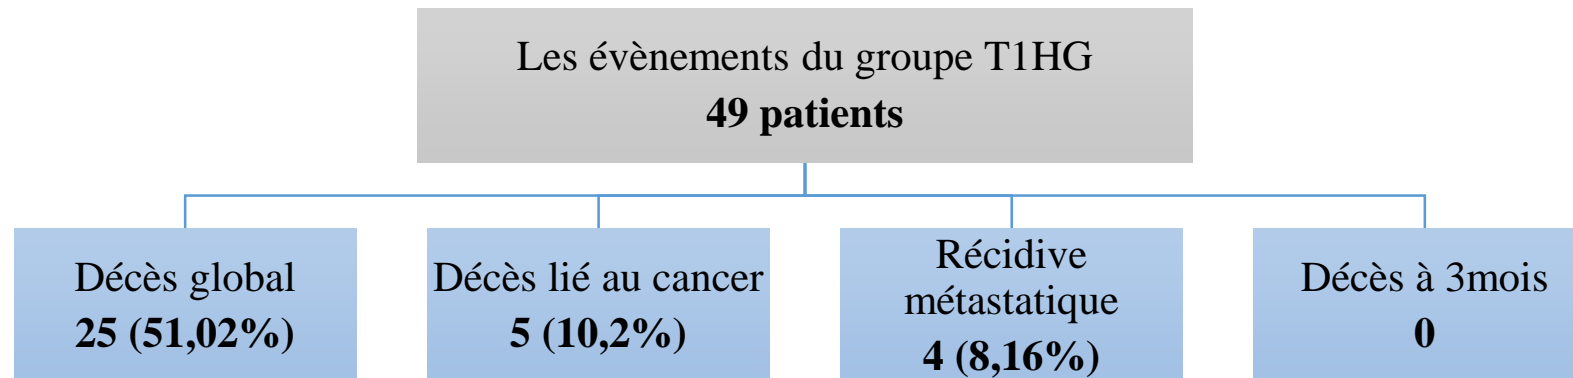 Les évènements du groupe T1HG
49 patients
Décès global
25 (51,02%)
Décès lié au cancer
5 (10,2%)
Récidive
métastatique
4 (8,16%)
Décès à 3mois
0